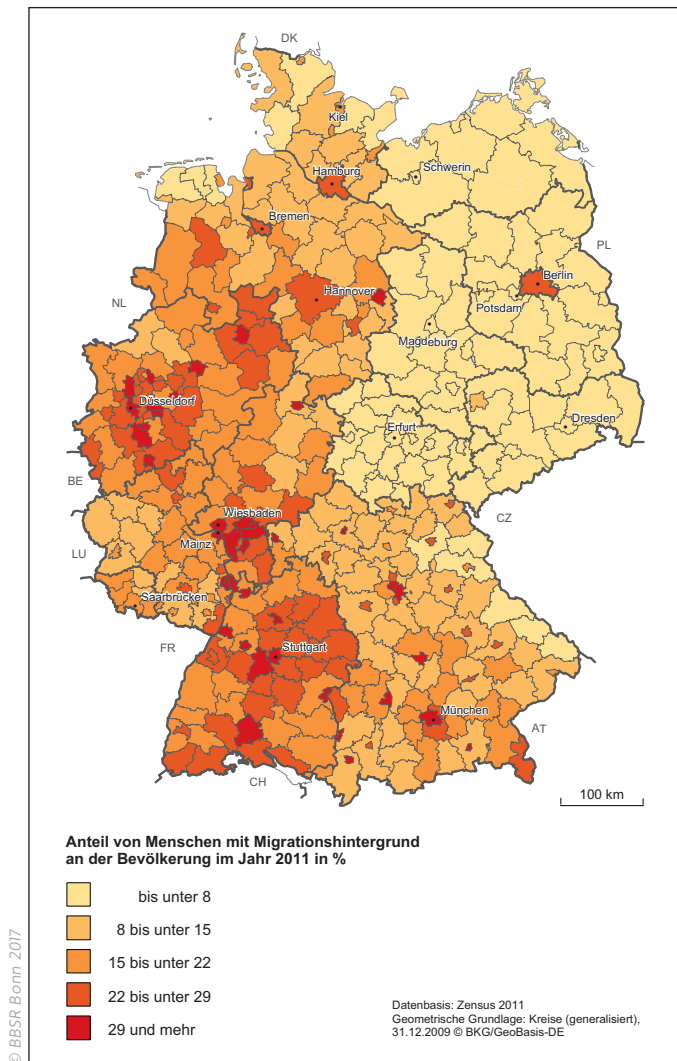 DK
Kiel
Hamburg
Schwerin
Bremen
PL
Berlin
NL
Hannover
Potsdam
Magdeburg
Düsseldorf
Dresden
Erfurt
BE
Wiesbaden
CZ
LU
Mainz
Saarbrücken
FR
Stuttgart
München
AT
CH
100 km
Anteil von Menschen mit Migrationshintergrund
an der Bevölkerung im Jahr 2011 in %
bis unter 8
8 bis unter 15
15 bis unter 22
22 bis unter 29
29 und mehr
Datenbasis: Zensus 2011
Geometrische Grundlage: Kreise (generalisiert),
31.12.2009 © BKG/GeoBasis-DE
© BBSR Bonn 2017